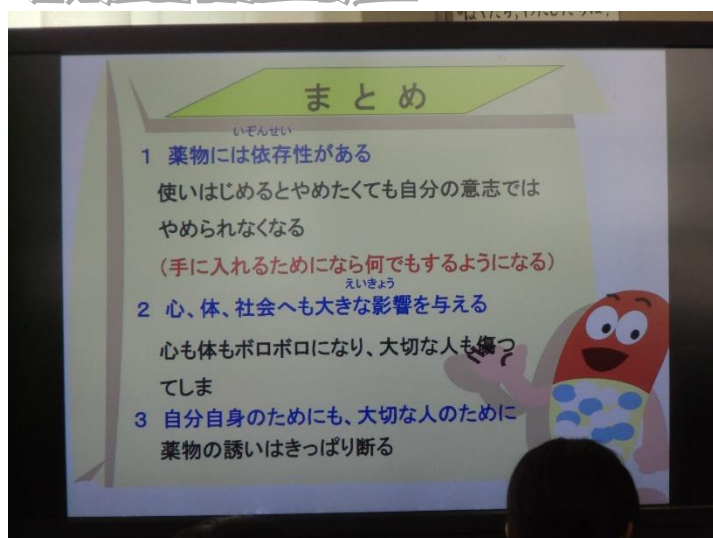 まとめ
いぞんせい
1 薬物には依存性がある
使いはじめるとやめたくても自分の意志では
やめられなくなる
(手に入れるためになら何でもするようになる)
えいきょう
2 心、体、社会へも大きな影響を与える
心も体もボロボロになり、大切な人も傷つ
てしま
3 自分自身のためにも、大切な人のために
薬物の誘いはきっぱり断る